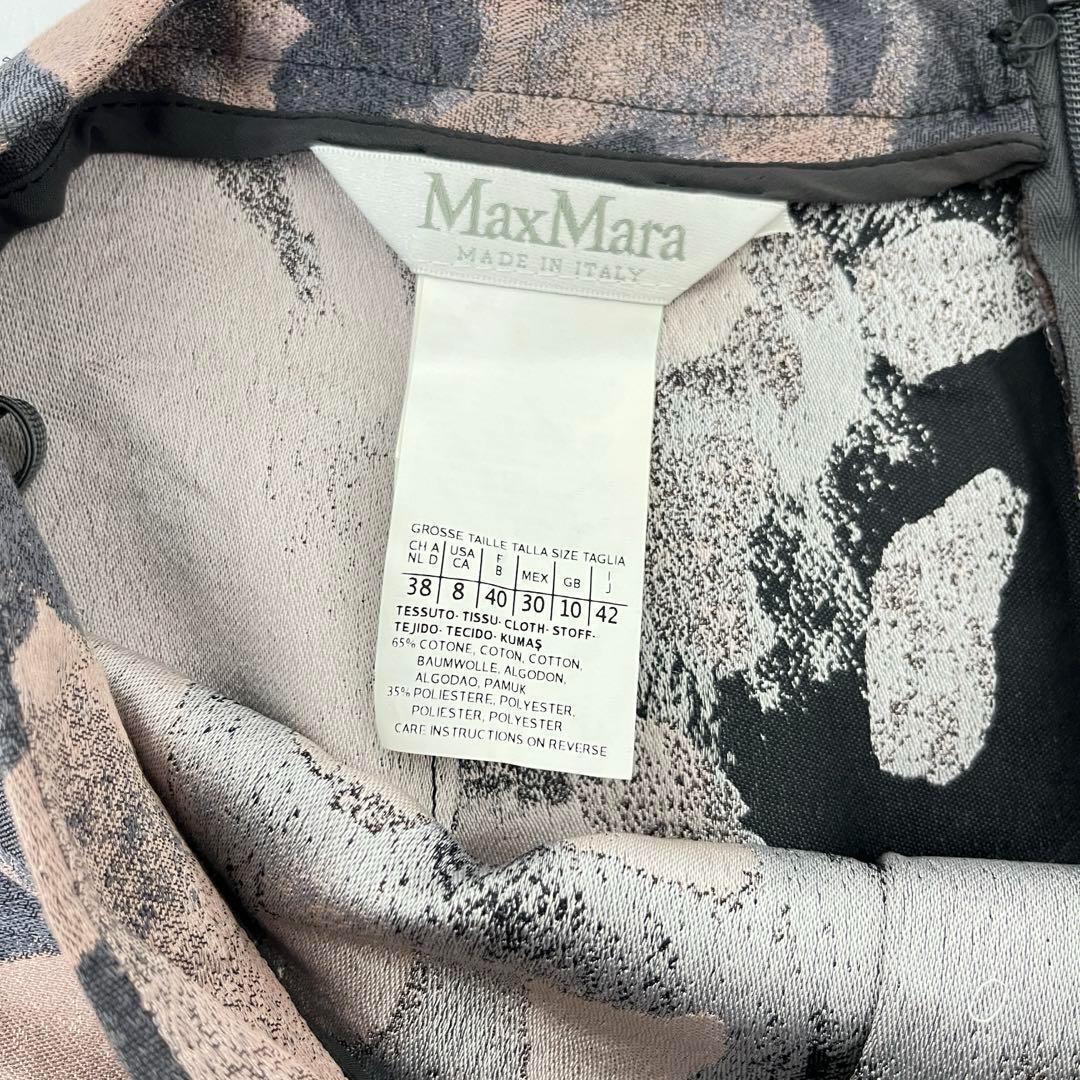 MaxMara
MADE IN ITALY
GROSSE TAILLE TALLA SIZE TAGLIA
CH A USA F MEX GB I
NL D CA B J
38 8 40 30 10 42
TESSUTO- TISSU- CLOTH- STOFF-
TEJIDO- TECIDO- KUMAŞ
65% COTONE, COTON, COTTON,
BAUMWOLLE, ALGODON,
ALGODAO, PAMUK
35% POLIESTERE, POLYESTER,
POLIESTER, POLYESTER
CARE INSTRUCTIONS ON REVERSE